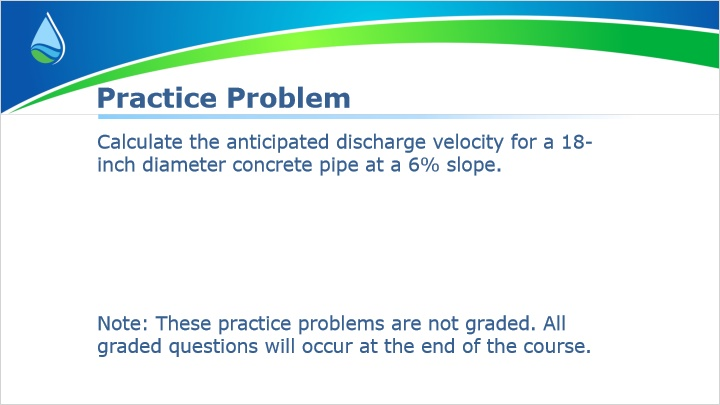 Practice Problem
Calculate the anticipated discharge velocity for a 18-
inch diameter concrete pipe at a 6% slope.
Note: These practice problems are not graded. All
graded questions will occur at the end of the course.